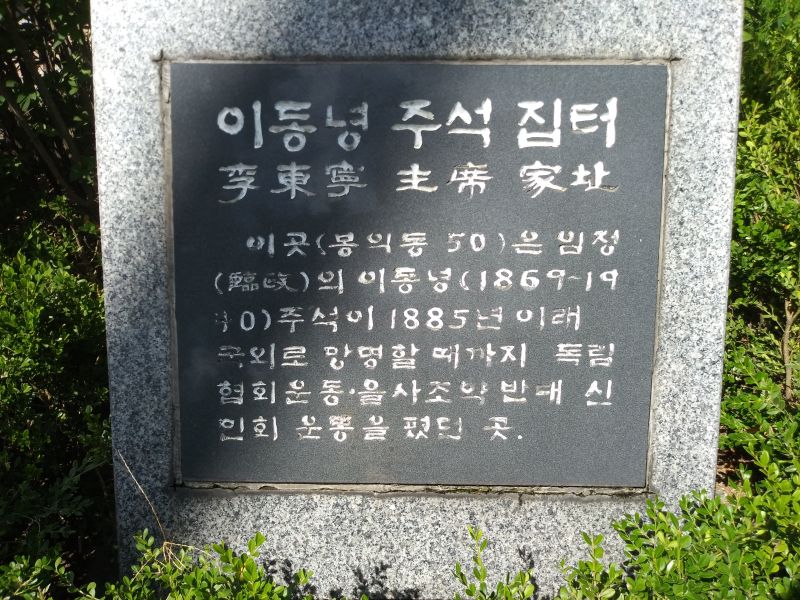 이동녕 주석 집터
李東寧 主席 家址
이곳(봉익동 50)은 임정
(臨政)의 이동녕(1869~19
40)주석이 1885년 이래
국외로 망명할 때까지 독립
협회운동·을사조약반대 신
민회 운동을 폈던 곳.